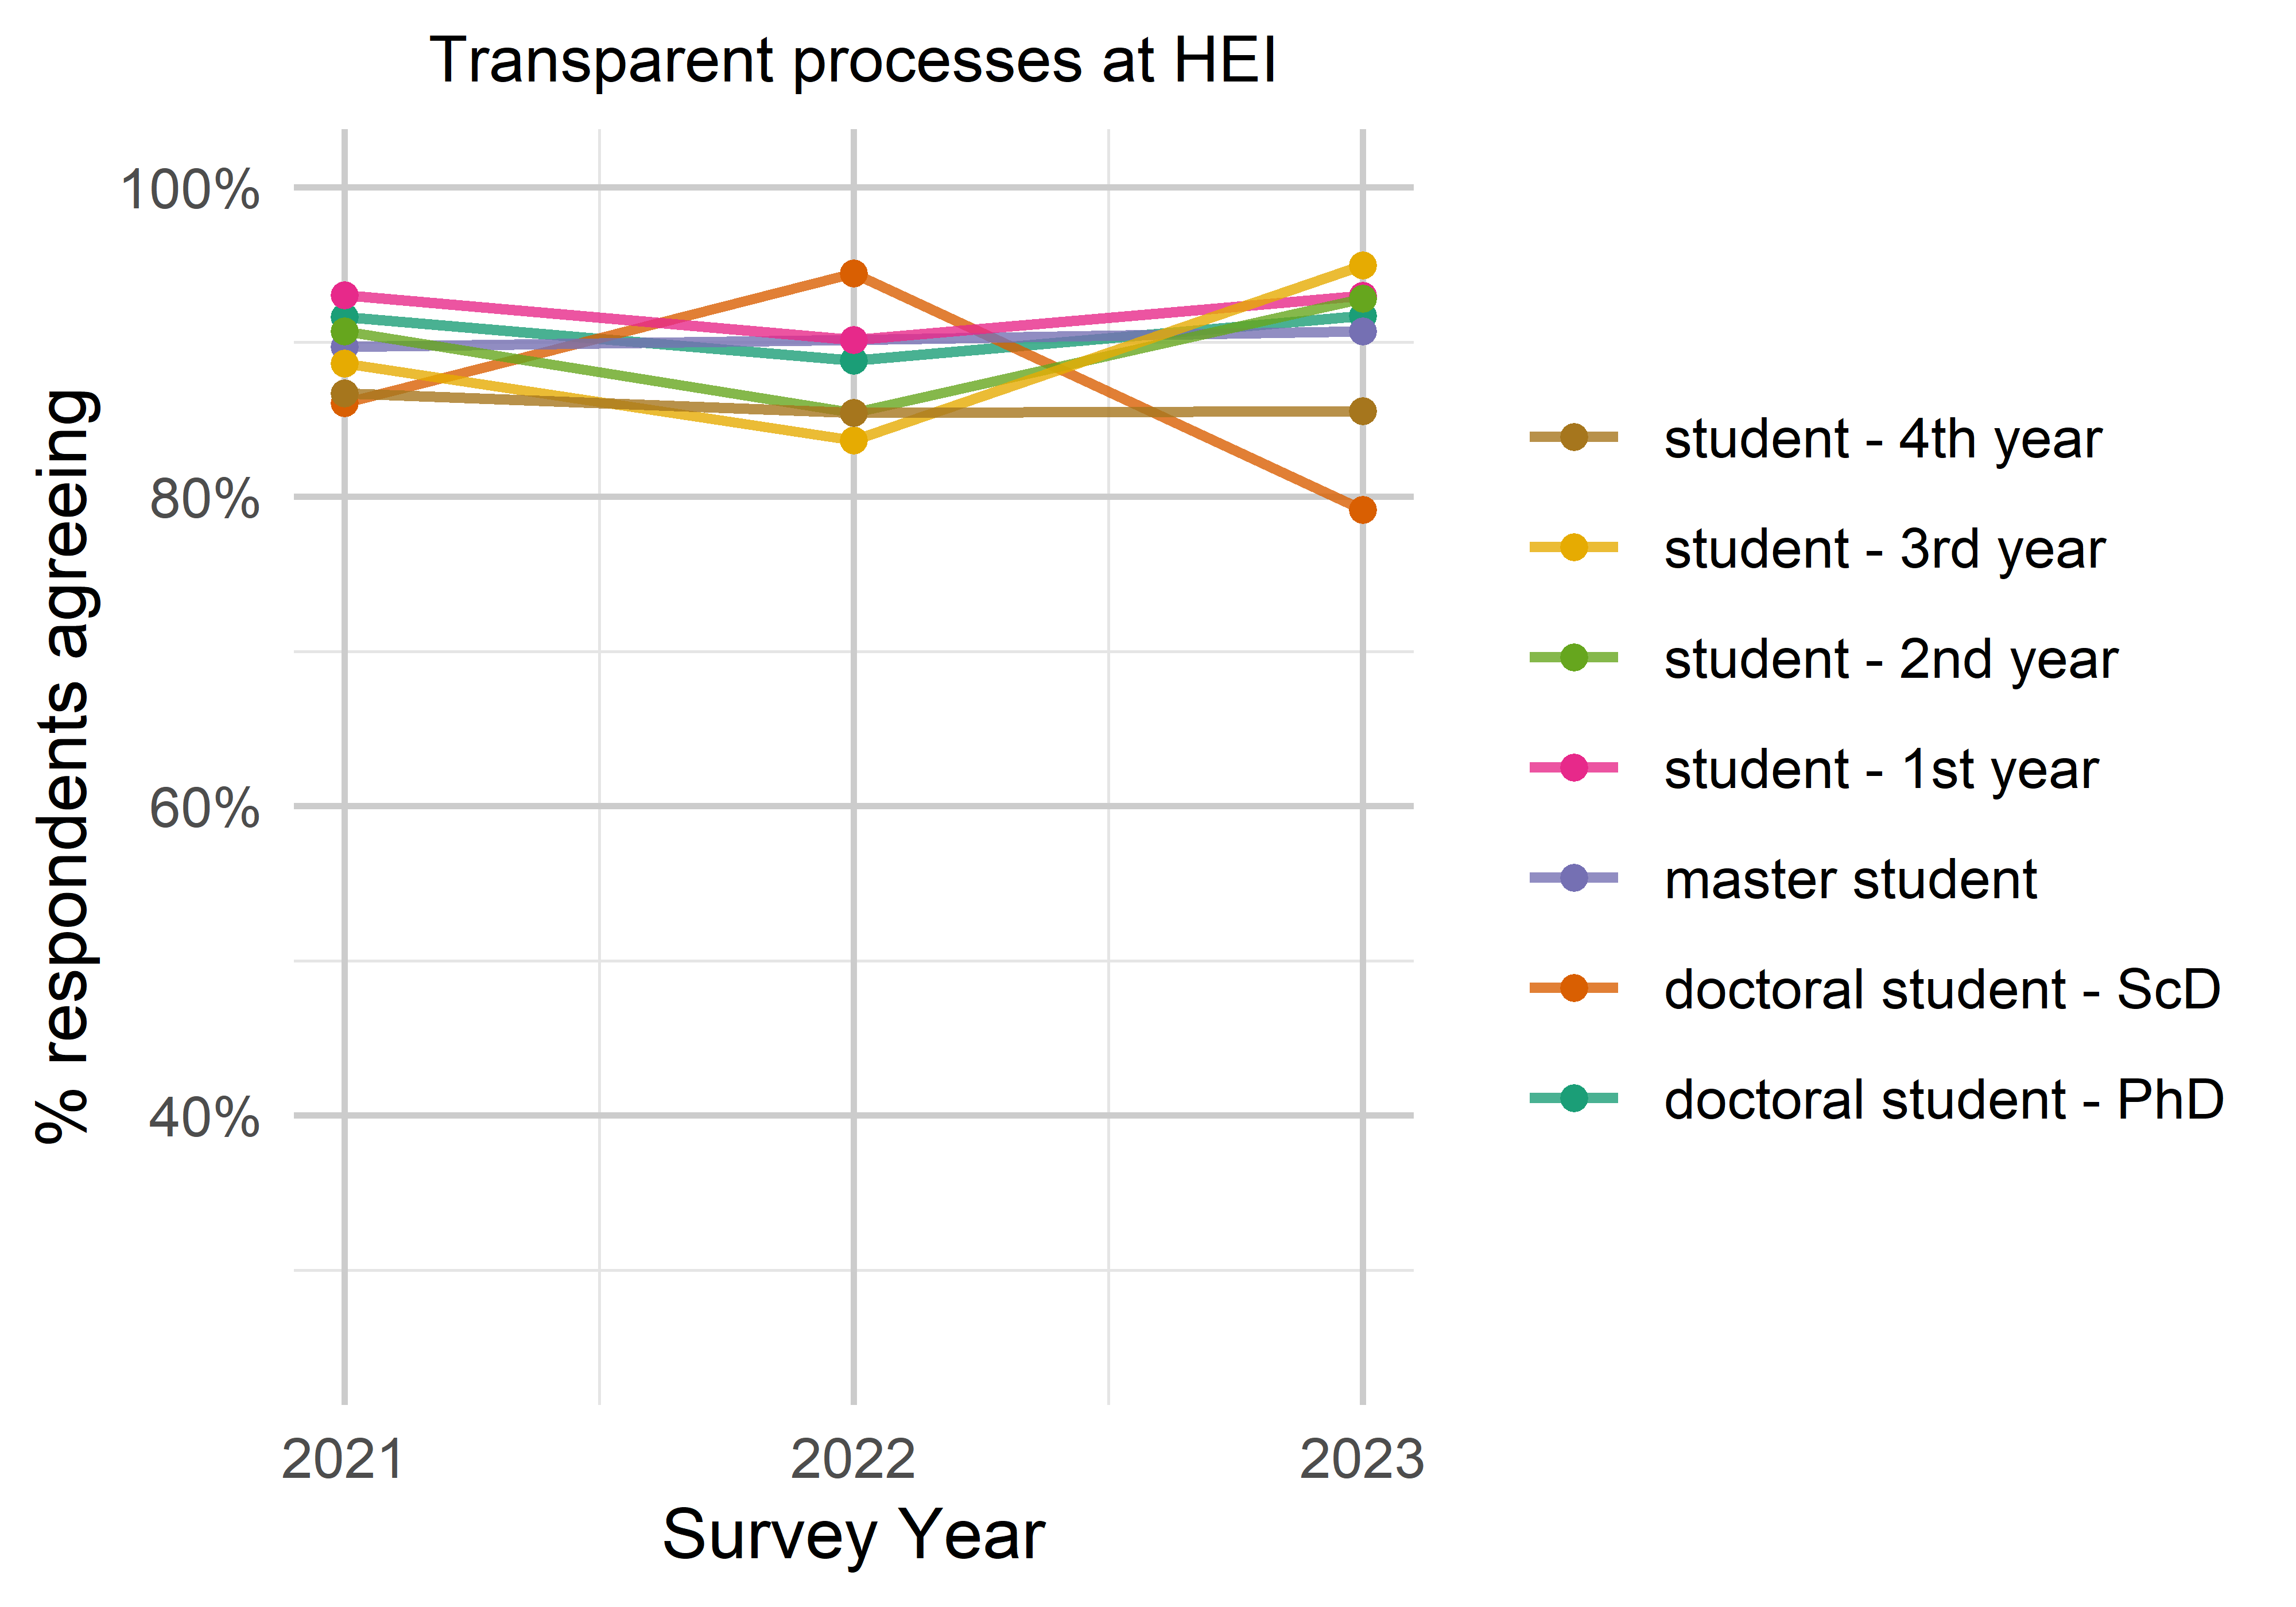 Transparent processes at HEI
100%
80%
60%
40%
% respondents agreeing
2021
2022
2023
Survey Year
student - 4th year
student - 3rd year
student - 2nd year
student - 1st year
master student
doctoral student - ScD
doctoral student - PhD